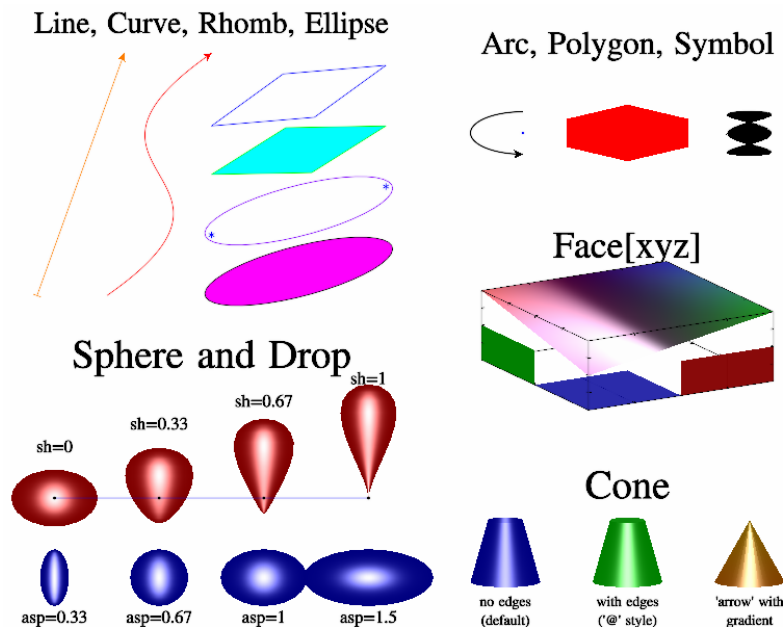 Line, Curve, Rhomb, Ellipse
Arc, Polygon, Symbol
Face[xyz]
Sphere and Drop
sh=0
sh=0.33
sh=0.67
sh=1
asp=0.33
asp=0.67
asp=1
asp=1.5
Cone
no edges
(default)
with edges
('@' style)
'arrow' with
gradient